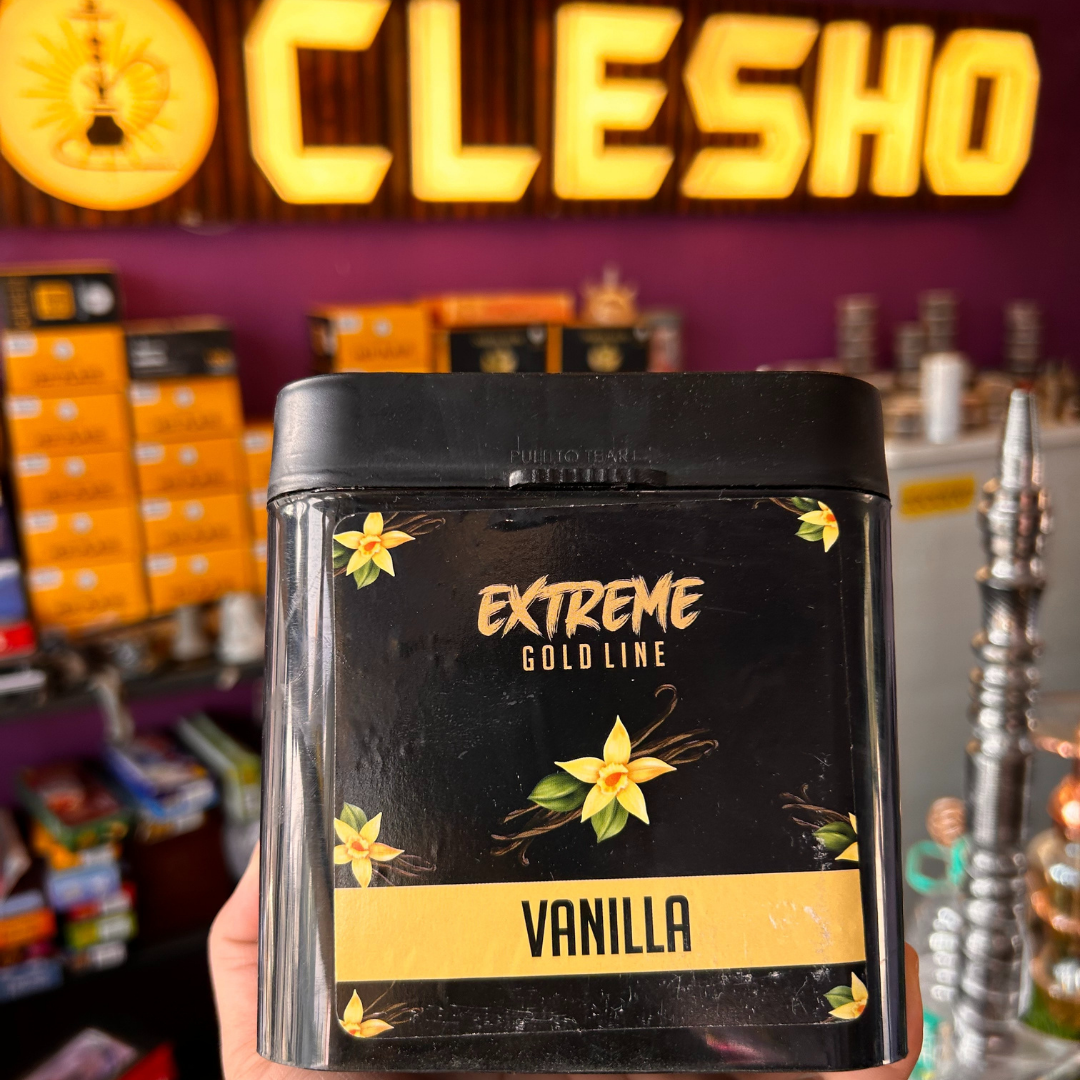 CLESHO
PULL TO TEAR
EXTREME
GOLD LINE
VANILLA